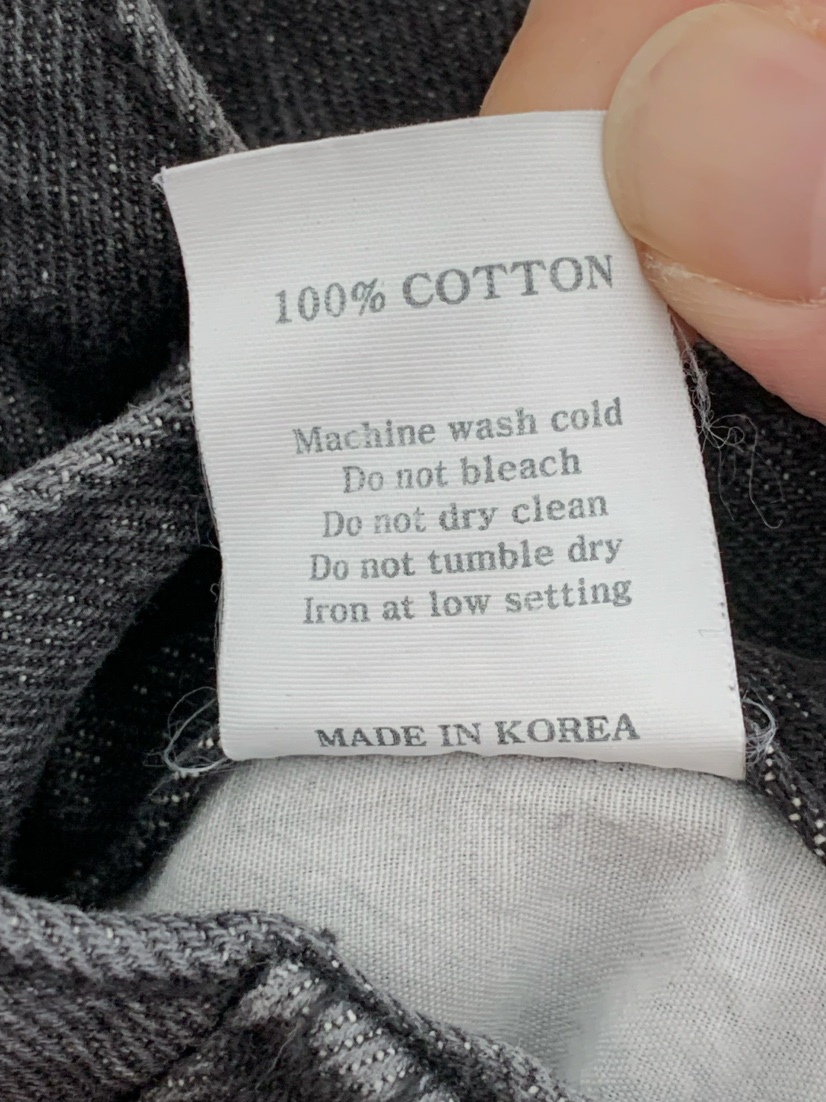 100% COTTON
Machine wash cold
Do not bleach
Do not dry clean
Do not tumble dry
Iron at low setting
MADE IN KOREA